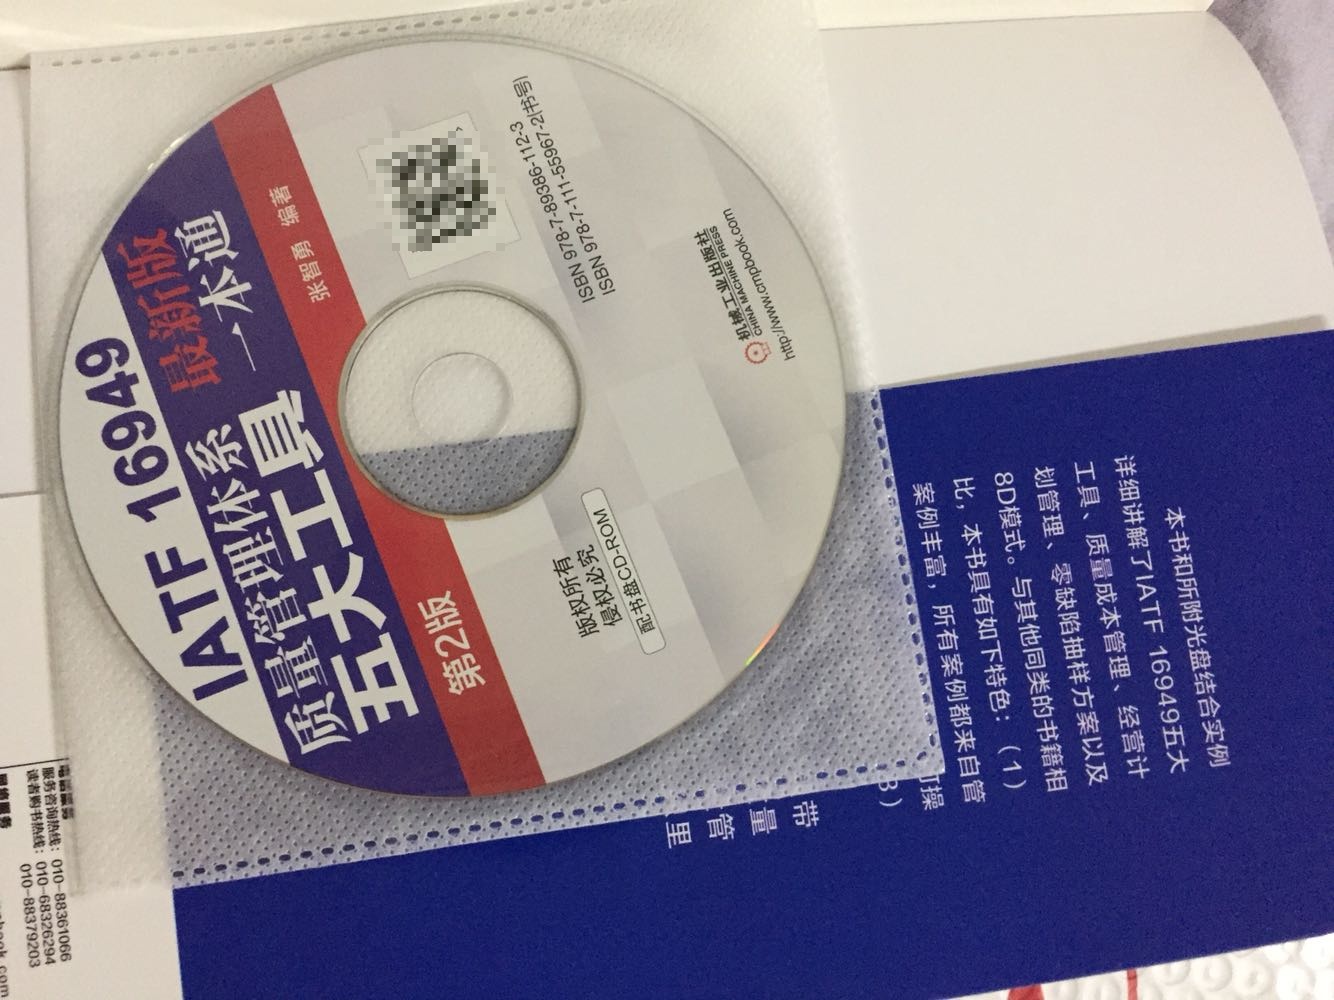 IATF 16949
质量管理体系
五大工具
最新版
一本通
第2版
张智勇 编著
ISBN 978-7-89386-112-3
ISBN 978-7-111-55967-2(书号)
机械工业出版社
CHINA MACHINE PRESS
http://www.cmpbook.com
版权所有
侵权必究
配书盘CD-ROM
本书和所附光盘结合实例
详细讲解了IATF 16949五大
工具、质量成本管理、经营计
划管理、零缺陷抽样方案以及
8D模式。与其他同类的书籍相
比，本书具有如下特色：（1）
案例丰富，所有案例都来自管
可操
3）
带
量
管
里
服务咨询热线：010-88361066
读者购书热线：010-68326294
010-88379203